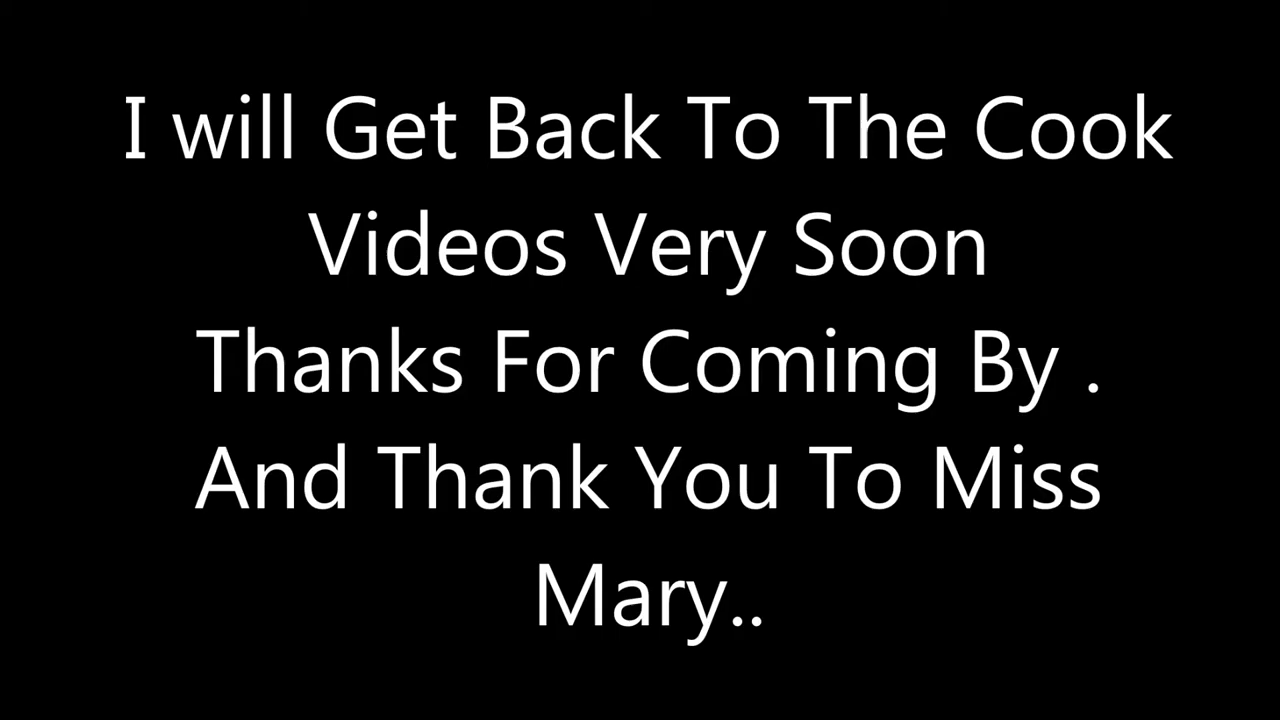 I will Get Back To The Cook
Videos Very Soon
Thanks For Coming By .
And Thank You To Miss
Mary..